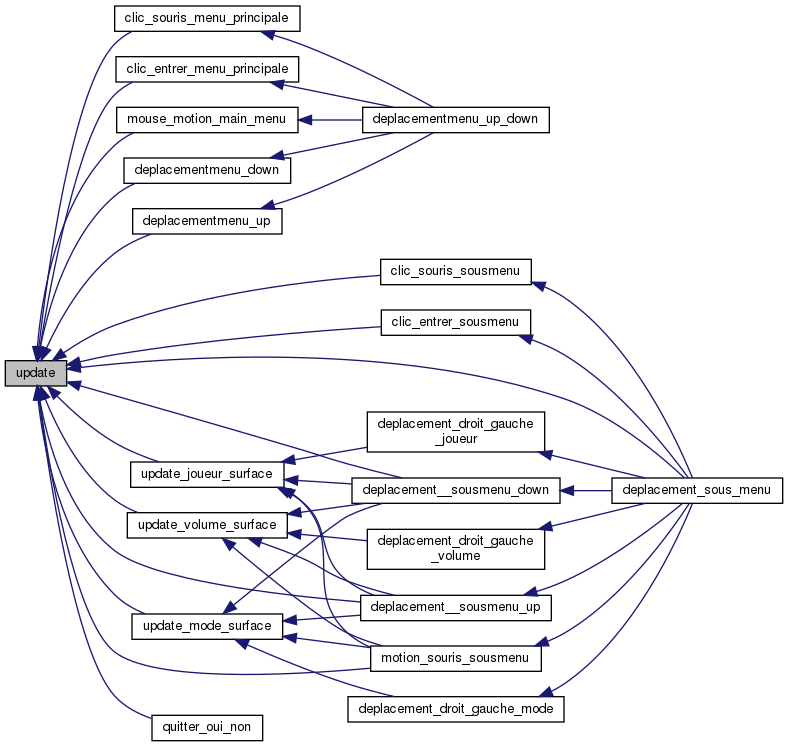 clic_souris_menu_principale
clic_entrer_menu_principale
mouse_motion_main_menu
deplacementmenu_up_down
deplacementmenu_down
deplacementmenu_up
clic_souris_sousmenu
clic_entrer_sousmenu
update
deplacement_droit_gauche
_joueur
update_joueur_surface
deplacement__sousmenu_down
deplacement_sous_menu
update_volume_surface
deplacement_droit_gauche
_volume
deplacement__sousmenu_up
update_mode_surface
motion_souris_sousmenu
deplacement_droit_gauche_mode
quitter_oui_non